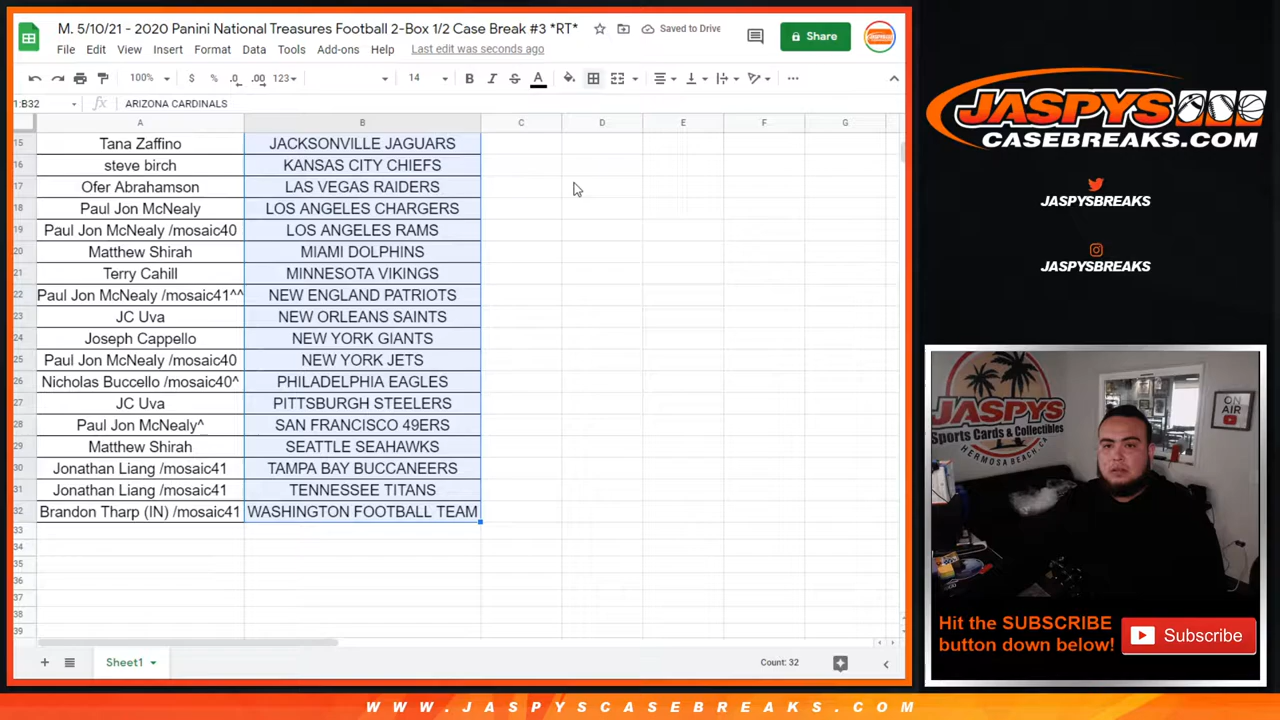 M. 5/10/21 - 2020 Panini National Treasures Football 2-Box 1/2 Case Break #3 *RT*
Saved to Drive
Share
File Edit View Insert Format Data Tools Add-ons Help Last edit was seconds ago
100% $ % .0 .00 123 14 B I S A
1:B32 fx ARIZONA CARDINALS
A B C D E F G
15 Tana Zaffino JACKSONVILLE JAGUARS
16 steve birch KANSAS CITY CHIEFS
17 Ofer Abrahamson LAS VEGAS RAIDERS
18 Paul Jon McNealy LOS ANGELES CHARGERS
19 Paul Jon McNealy /mosaic40 LOS ANGELES RAMS
20 Matthew Shirah MIAMI DOLPHINS
21 Terry Cahill MINNESOTA VIKINGS
22 Paul Jon McNealy /mosaic41^^ NEW ENGLAND PATRIOTS
23 JC Uva NEW ORLEANS SAINTS
24 Joseph Cappello NEW YORK GIANTS
25 Paul Jon McNealy /mosaic40 NEW YORK JETS
26 Nicholas Buccello /mosaic40^ PHILADELPHIA EAGLES
27 JC Uva PITTSBURGH STEELERS
28 Paul Jon McNealy^ SAN FRANCISCO 49ERS
29 Matthew Shirah SEATTLE SEAHAWKS
30 Jonathan Liang /mosaic41 TAMPA BAY BUCCANEERS
31 Jonathan Liang /mosaic41 TENNESSEE TITANS
32 Brandon Tharp (IN) /mosaic41 WASHINGTON FOOTBALL TEAM
33
34
35
36
37
38
39
Sheet1
Count: 32
JASPYS
CASEBREAKS.COM
JASPYSBREAKS
JASPYSBREAKS
JASPYS
Sports Cards & Collectibles
HERMOSA BEACH, CA
ON
AIR
Hit the SUBSCRIBE
button down below!
Subscribe
WWW.JASPYSCASEBREAKS.COM